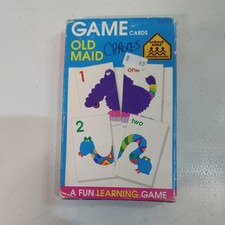 GAME
CARDS
OLD
MAID
1
one
2
two
A FUN LEARNING GAME